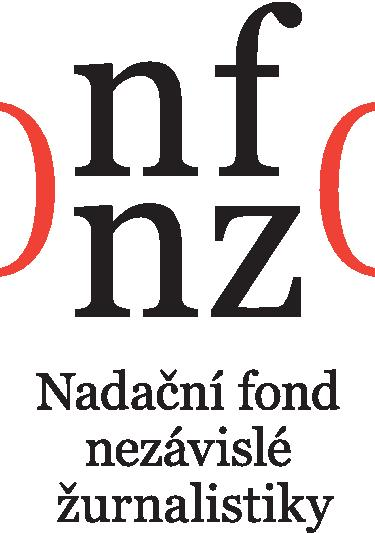 nf
nz
Nadační fond
nezávislé
žurnalistiky